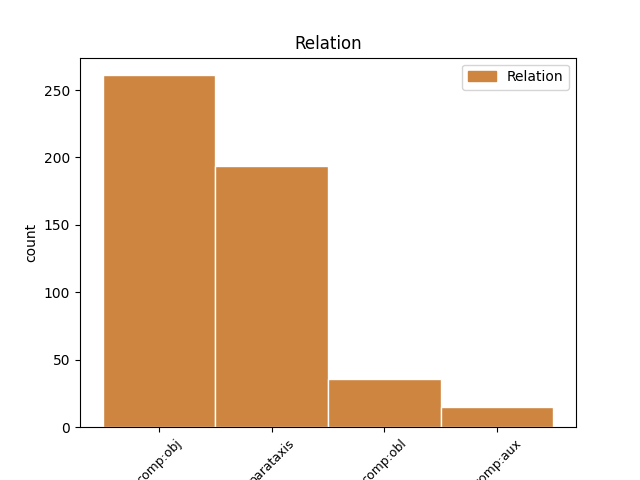 Relation
Relation
count
250
200
150
100
50
0
comp:obj
parataxis
comp:obl
comp:aux